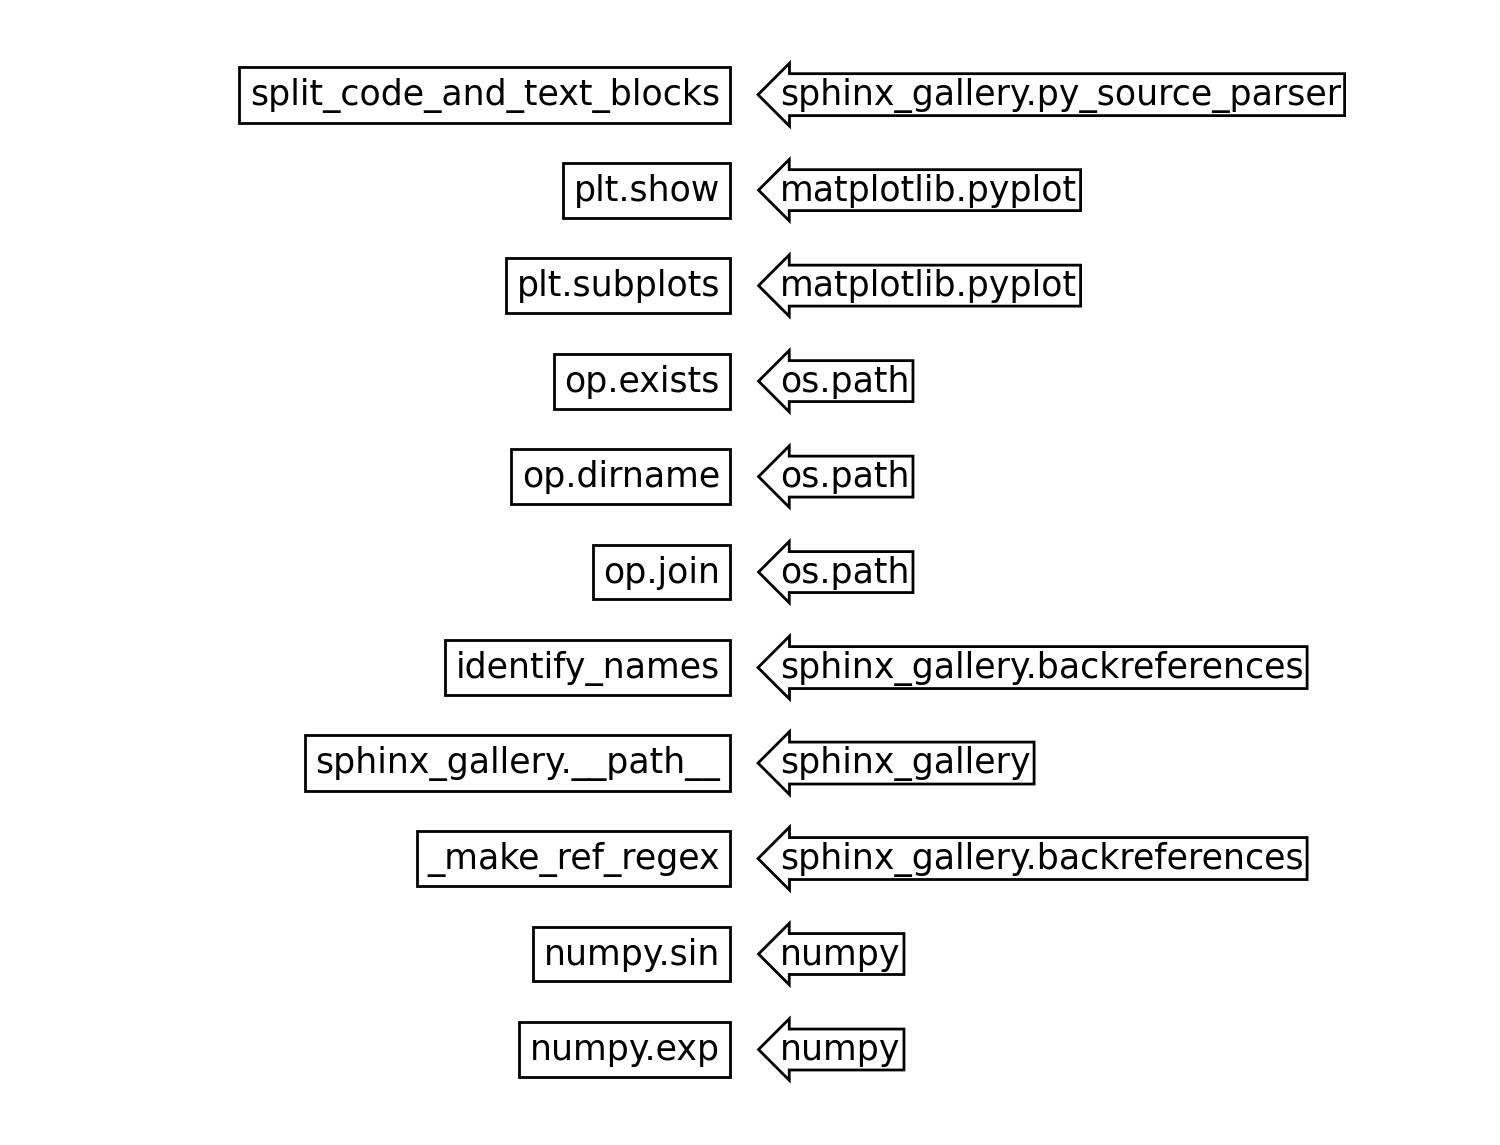 split_code_and_text_blocks sphinx_gallery.py_source_parser
plt.show matplotlib.pyplot
plt.subplots matplotlib.pyplot
op.exists os.path
op.dirname os.path
op.join os.path
identify_names sphinx_gallery.backreferences
sphinx_gallery.__path__ sphinx_gallery
_make_ref_regex sphinx_gallery.backreferences
numpy.sin numpy
numpy.exp numpy